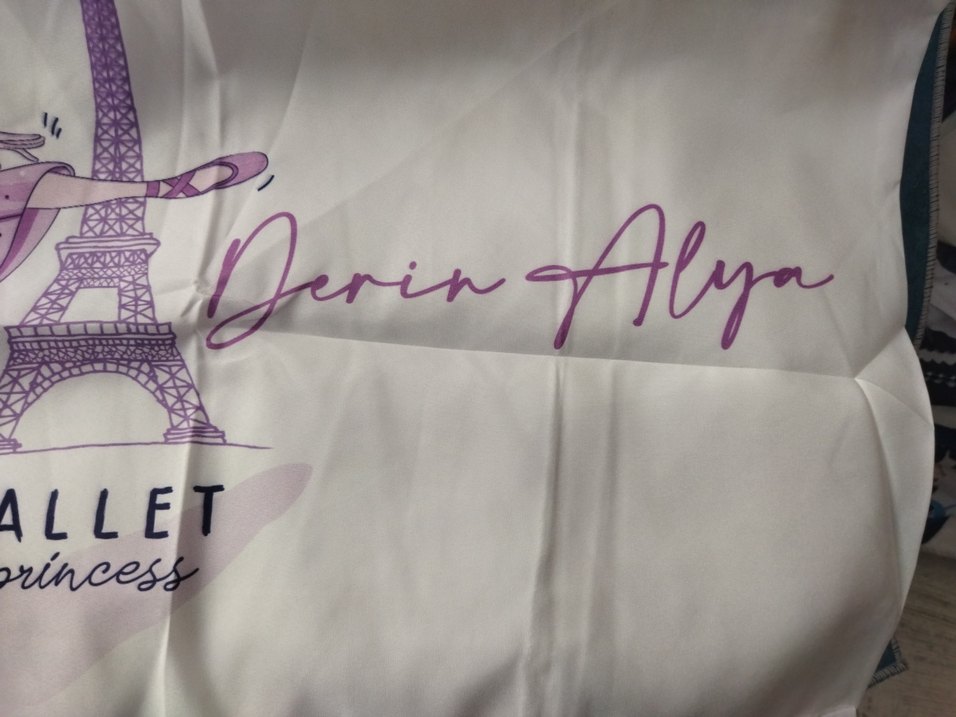 Derin Alya
ALLET
princess